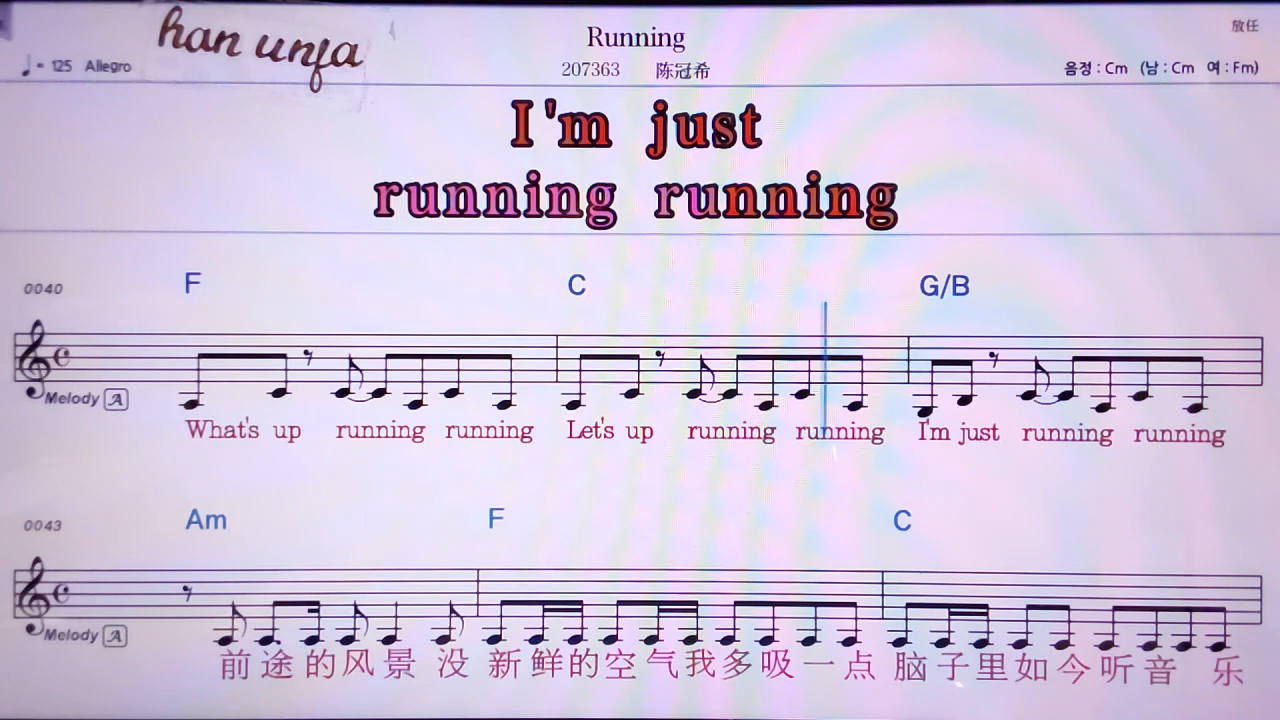 han unfa
Running
放任
♩= 125 Allegro
207363 陈冠希
음정 : Cm (남 : Cm 여 : Fm)
I'm just
running running
0040 F C G/B
Melody A
What's up running running Let's up running running I'm just running running
0043 Am F C
Melody A
前途的风景 没 新鲜的空气我多吸一点 脑子里如今听音 乐